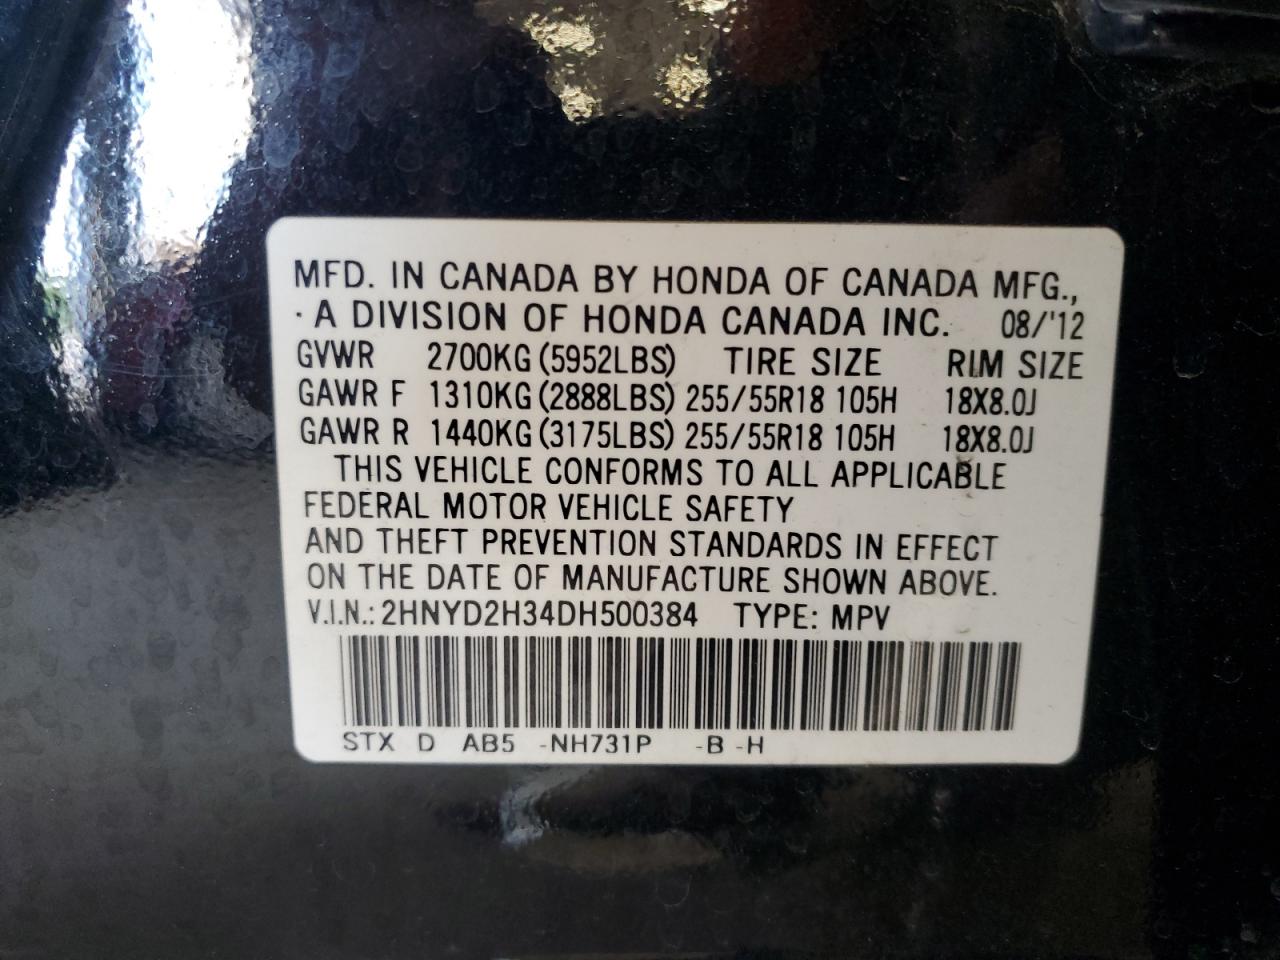 MFD. IN CANADA BY HONDA OF CANADA MFG.,
· A DIVISION OF HONDA CANADA INC. 08/'12
GVWR 2700KG (5952LBS) TIRE SIZE RIM SIZE
GAWR F 1310KG (2888LBS) 255/55R18 105H 18X8.0J
GAWR R 1440KG (3175LBS) 255/55R18 105H 18X8.0J
THIS VEHICLE CONFORMS TO ALL APPLICABLE
FEDERAL MOTOR VEHICLE SAFETY
AND THEFT PREVENTION STANDARDS IN EFFECT
ON THE DATE OF MANUFACTURE SHOWN ABOVE.
V.I.N.: 2HNYD2H34DH500384 TYPE: MPV
STX D AB5 -NH731P -B -H